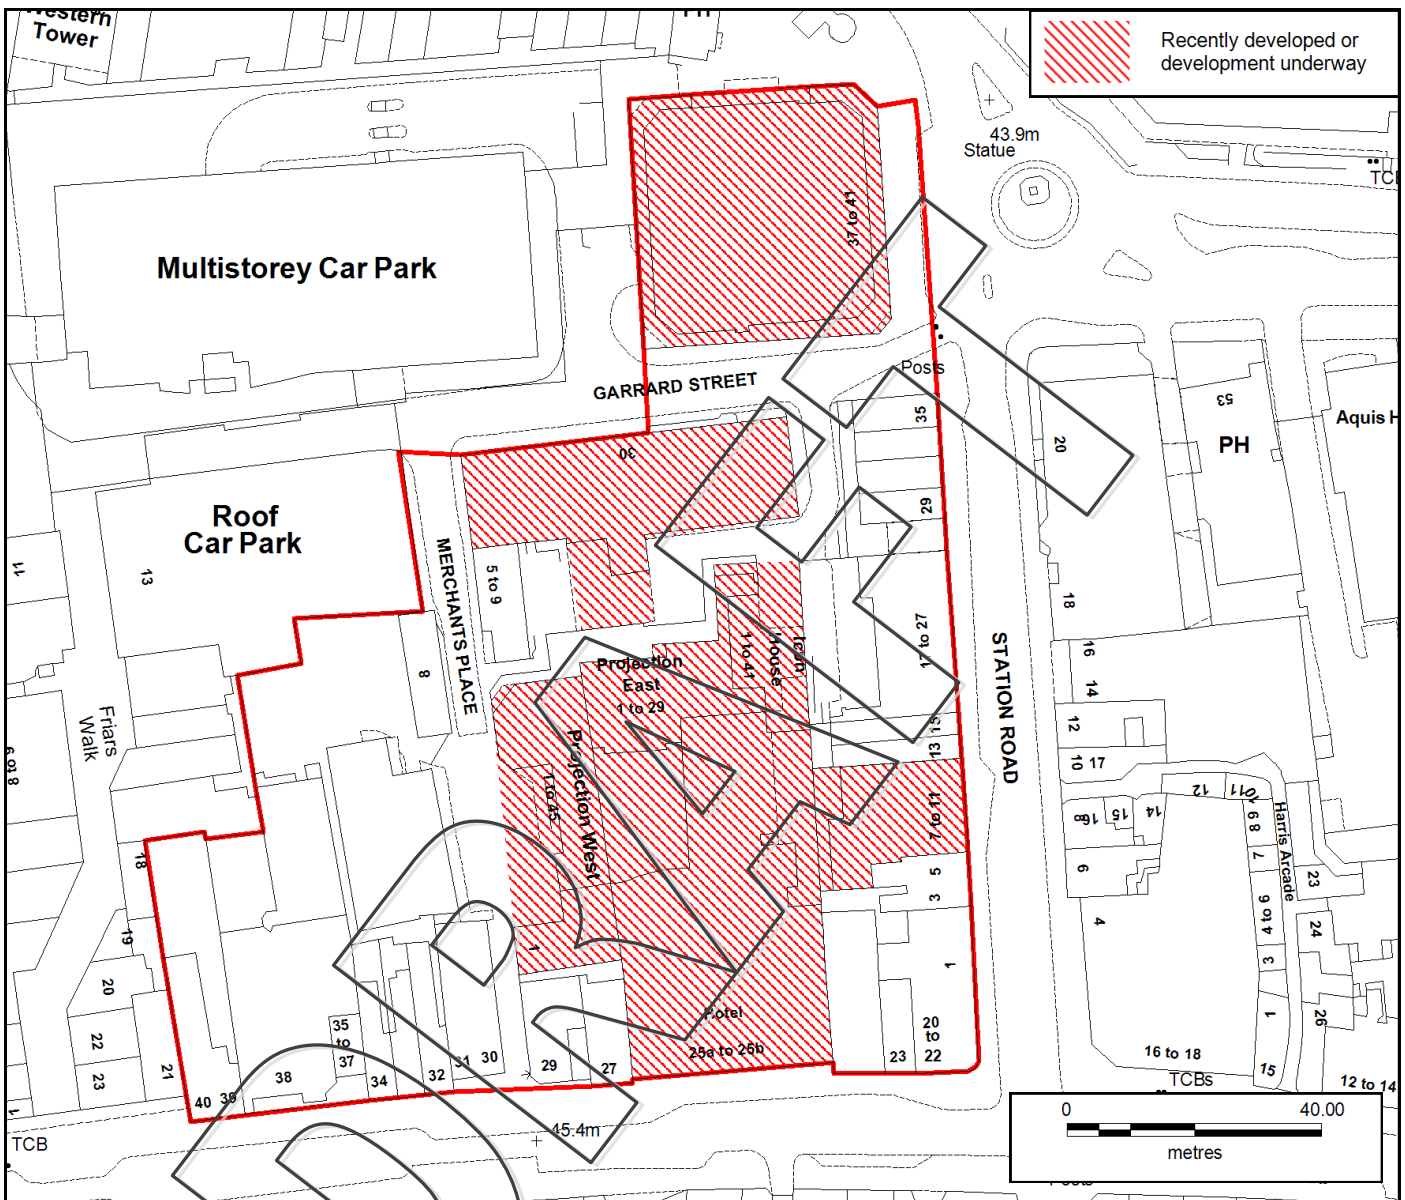 Western
Tower
PH
Recently developed or
development underway
43.9m
Statue
37 to 41
Multistorey Car Park
GARRARD STREET
Posts
35
20
53
PH
Aquis H
30
Roof
Car Park
29
11
13
MERCHANTS PLACE
5 to 9
18
17 to 27
STATION ROAD
16
14
12
10
17
8
Projection
East
1 to 29
1 to 41
Icon
House
Friars
Walk
6 to 8
Projection West
1 to 45
15
13
7 to 11
5
3
1
12
11
10
9
8
7
14
15
16
8
6
4
Harris Arcade
4 to 6
3
1
23
24
26
18
19
20
22
23
21
1
1
Hotel
25a to 25b
35
to
37
34
38
39
40
32
31
30
29
27
23
20
to
22
16 to 18
TCBs
15
12 to 14
TCB
45.4m
0
40.00
metres